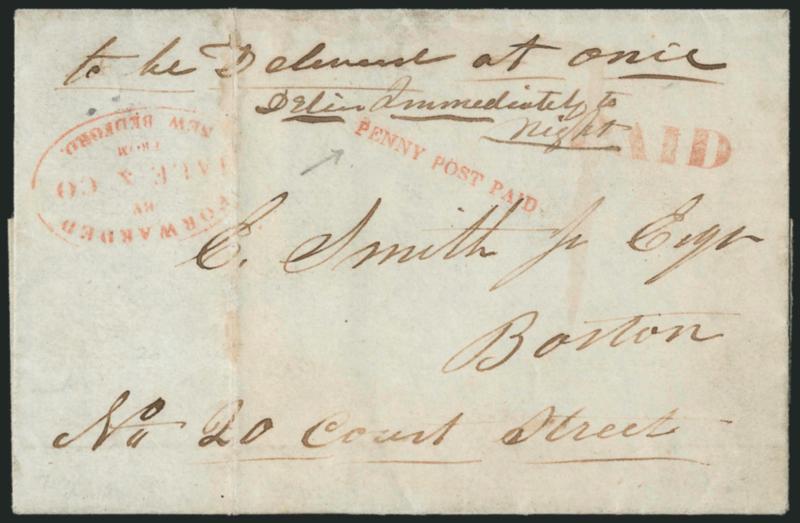 to be Delivered at onie
Deliv Immediately to
Night
PAID
PENNY POST PAID.
FORWARDED
BY
HALE & CO
FROM
NEW BEDFORD.
E. Smith jr Esqr
Boston
No 20 Court Street